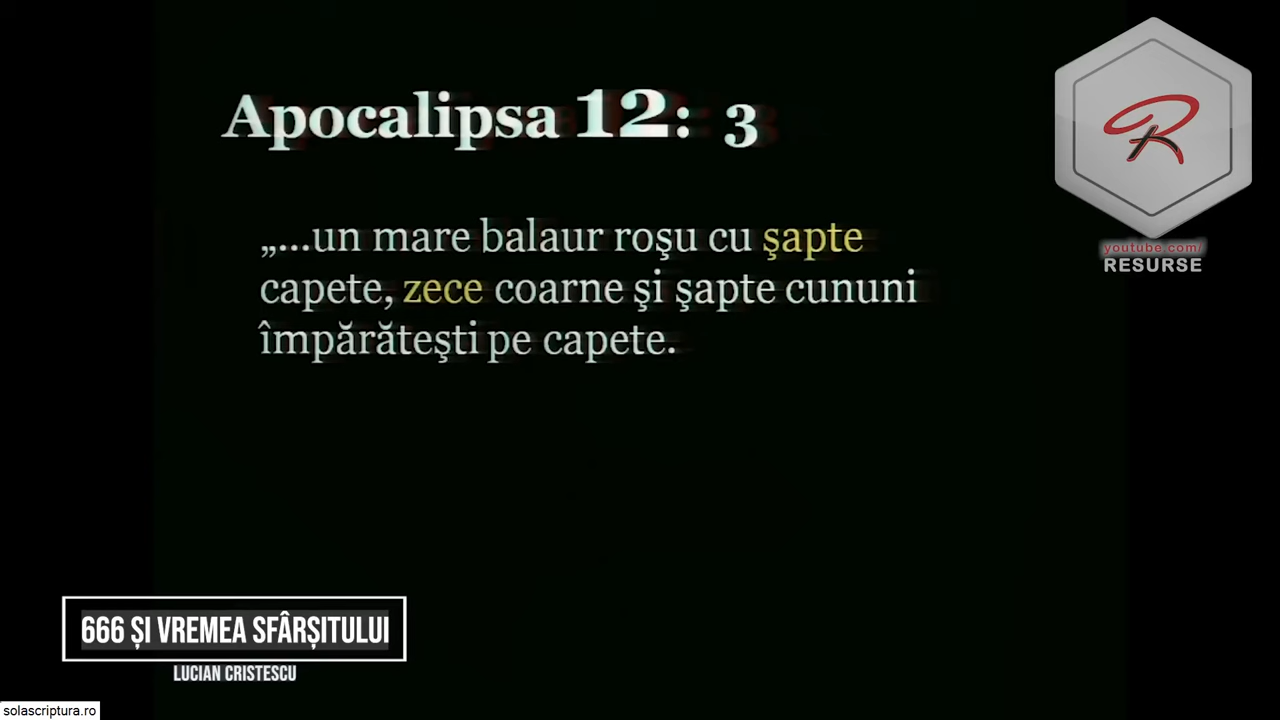 Apocalipsa 12: 3
„...un mare balaur roşu cu şapte
capete, zece coarne şi şapte cununi
împărăteşti pe capete.
R
youtube.com/
RESURSE
666 ȘI VREMEA SFÂRȘITULUI
LUCIAN CRISTESCU
solascriptura.ro